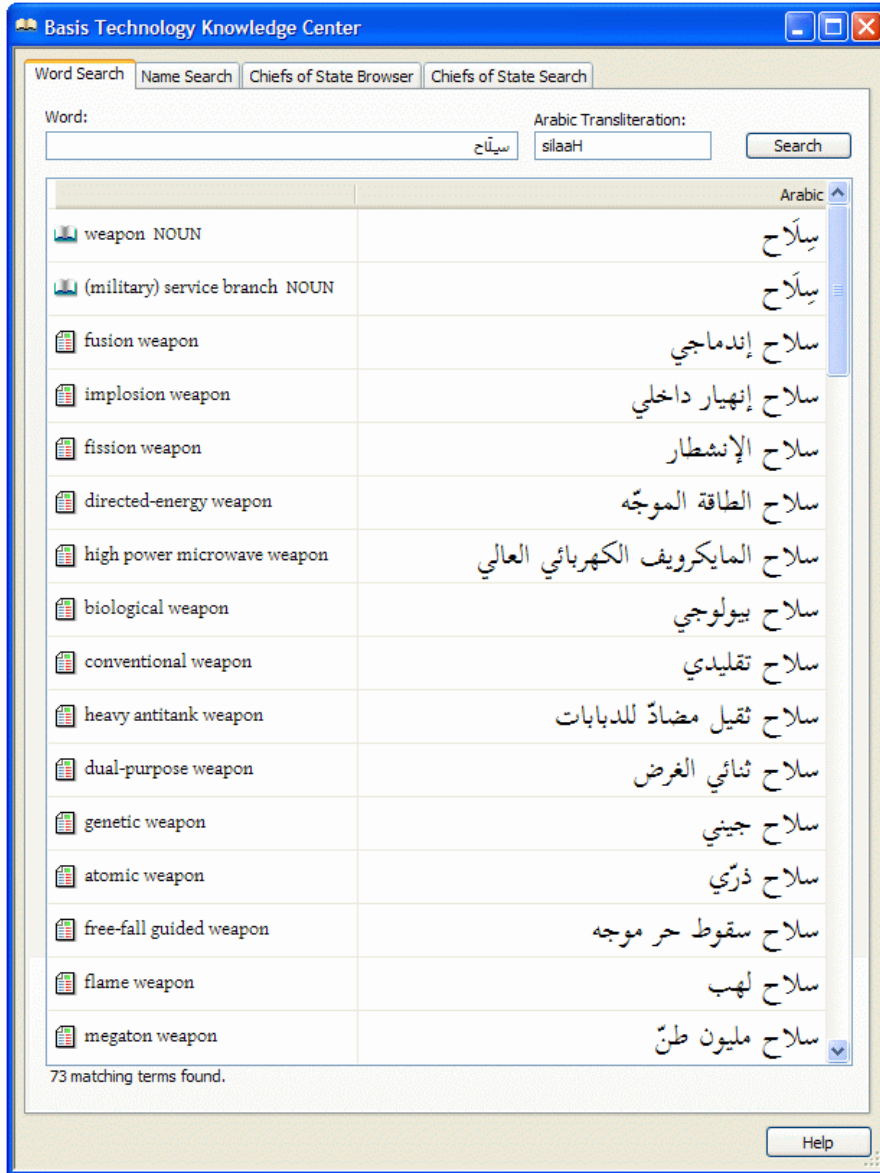 Basis Technology Knowledge Center
Word Search Name Search Chiefs of State Browser Chiefs of State Search
Word: Arabic Transliteration:
سيلَاح silaaH Search
Arabic
weapon NOUN سِلَاح
(military) service branch NOUN سِلَاح
fusion weapon سلاح إندماجي
implosion weapon سلاح إنهيار داخلي
fission weapon سلاح الإنشطار
directed-energy weapon سلاح الطاقة الموجّه
high power microwave weapon سلاح المايكرويف الكهربائي العالي
biological weapon سلاح بيولوجي
conventional weapon سلاح تقليدي
heavy antitank weapon سلاح ثقيل مضادّ للدبابات
dual-purpose weapon سلاح ثنائي الغرض
genetic weapon سلاح جيني
atomic weapon سلاح ذرّي
free-fall guided weapon سلاح سقوط حر موجه
flame weapon سلاح لهب
megaton weapon سلاح مليون طنّ
73 matching terms found.
Help